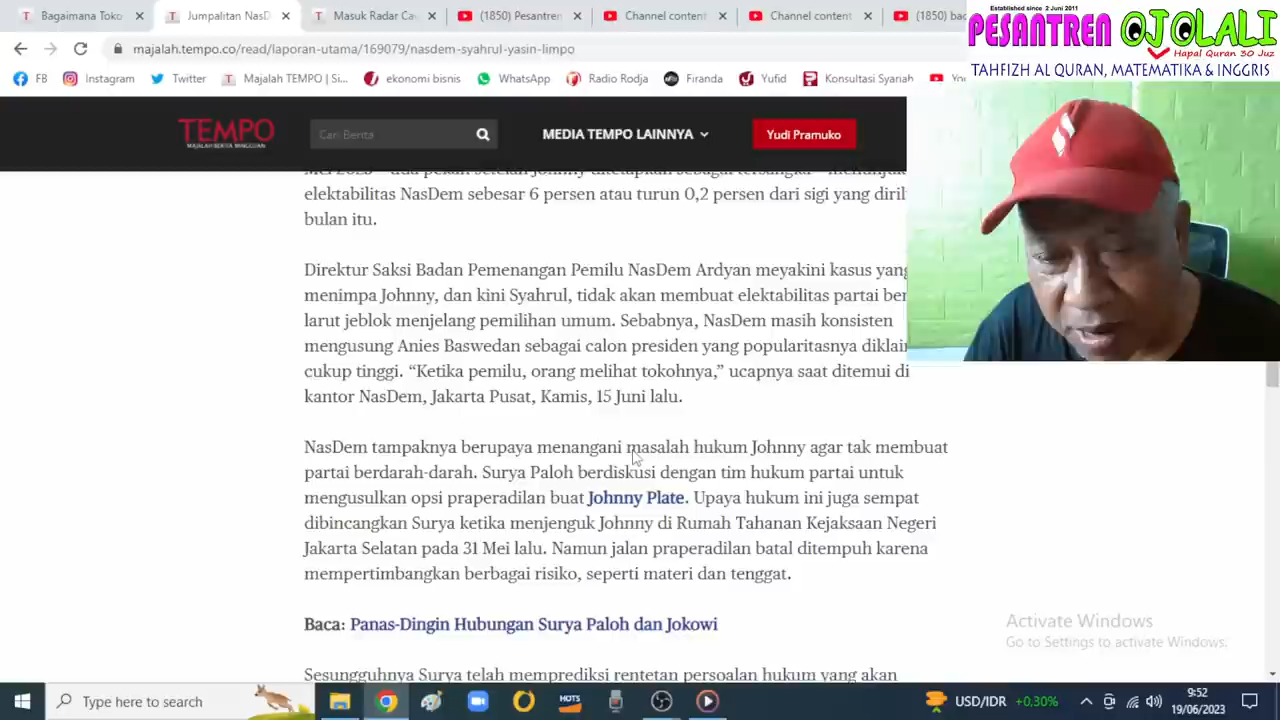 Bagaimana Toko
Jumpalitan NasD
Masuk Radar Ca
(1850) Pesantren
Channel content
Channel content
(1850) ba
Established since 2 Juni 2011
PESANTREN OJOLALI
Hapal Quran 30 Juz
TAHFIZH AL QURAN, MATEMATIKA & INGGRIS
majalah.tempo.co/read/laporan-utama/169079/nasdem-syahrul-yasin-limpo
FB
Instagram
Twitter
Majalah TEMPO | Si...
ekonomi bisnis
WhatsApp
Radio Rodja
Firanda
Yufid
Konsultasi Syariah
TEMPO
MAJALAH BERITA MINGGUAN
Cari Berita
MEDIA TEMPO LAINNYA
Yudi Pramuko
elektabilitas NasDem sebesar 6 persen atau turun 0,2 persen dari sigi yang diril
bulan itu.
Direktur Saksi Badan Pemenangan Pemilu NasDem Ardyan meyakini kasus yang
menimpa Johnny, dan kini Syahrul, tidak akan membuat elektabilitas partai ber
larut jeblok menjelang pemilihan umum. Sebabnya, NasDem masih konsisten
mengusung Anies Baswedan sebagai calon presiden yang popularitasnya diklaim
cukup tinggi. “Ketika pemilu, orang melihat tokohnya,” ucapnya saat ditemui di
kantor NasDem, Jakarta Pusat, Kamis, 15 Juni lalu.
NasDem tampaknya berupaya menangani masalah hukum Johnny agar tak membuat
partai berdarah-darah. Surya Paloh berdiskusi dengan tim hukum partai untuk
mengusulkan opsi praperadilan buat Johnny Plate. Upaya hukum ini juga sempat
dibincangkan Surya ketika menjenguk Johnny di Rumah Tahanan Kejaksaan Negeri
Jakarta Selatan pada 31 Mei lalu. Namun jalan praperadilan batal ditempuh karena
mempertimbangkan berbagai risiko, seperti materi dan tenggat.
Baca: Panas-Dingin Hubungan Surya Paloh dan Jokowi
Sesungguhnya Surya telah memprediksi rentetan persoalan hukum yang akan
Activate Windows
Go to Settings to activate Windows.
Type here to search
HOTS
USD/IDR +0,30%
9:52
19/06/2023